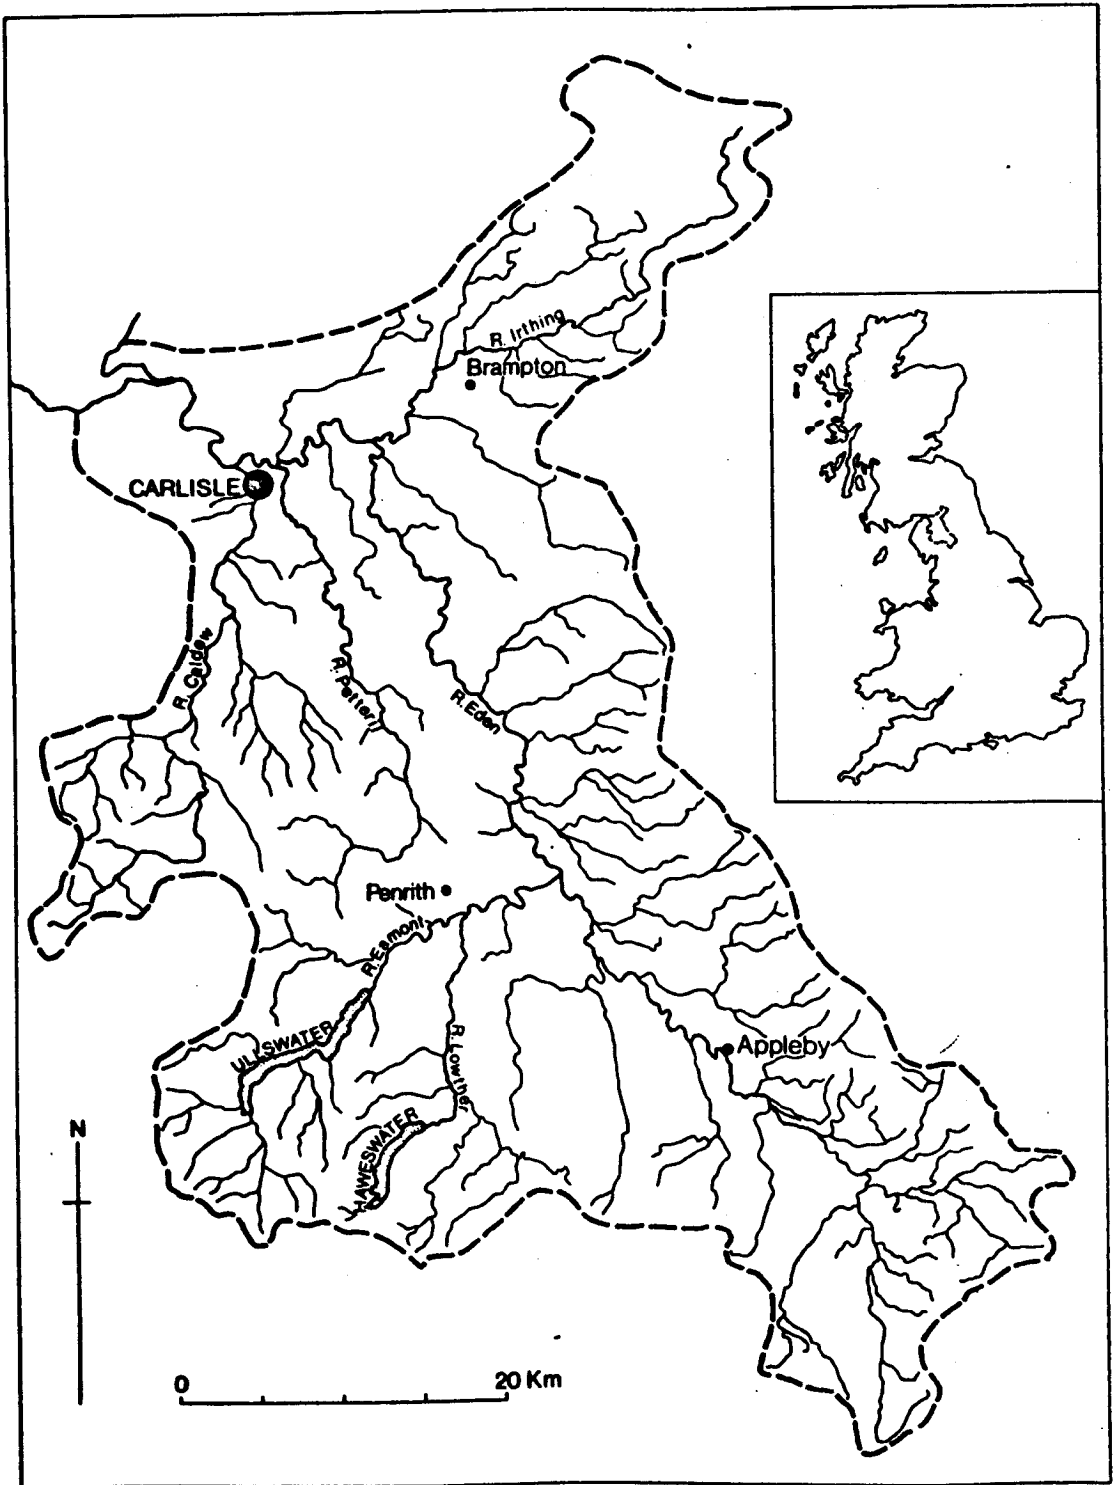 R. Irthing
Brampton
CARLISLE
R. Caldew
R. Petteril
R. Eden
Penrith
R. Eamont
ULLSWATER
R. Lowther
Appleby
HAWESWATER
N
0 20 Km